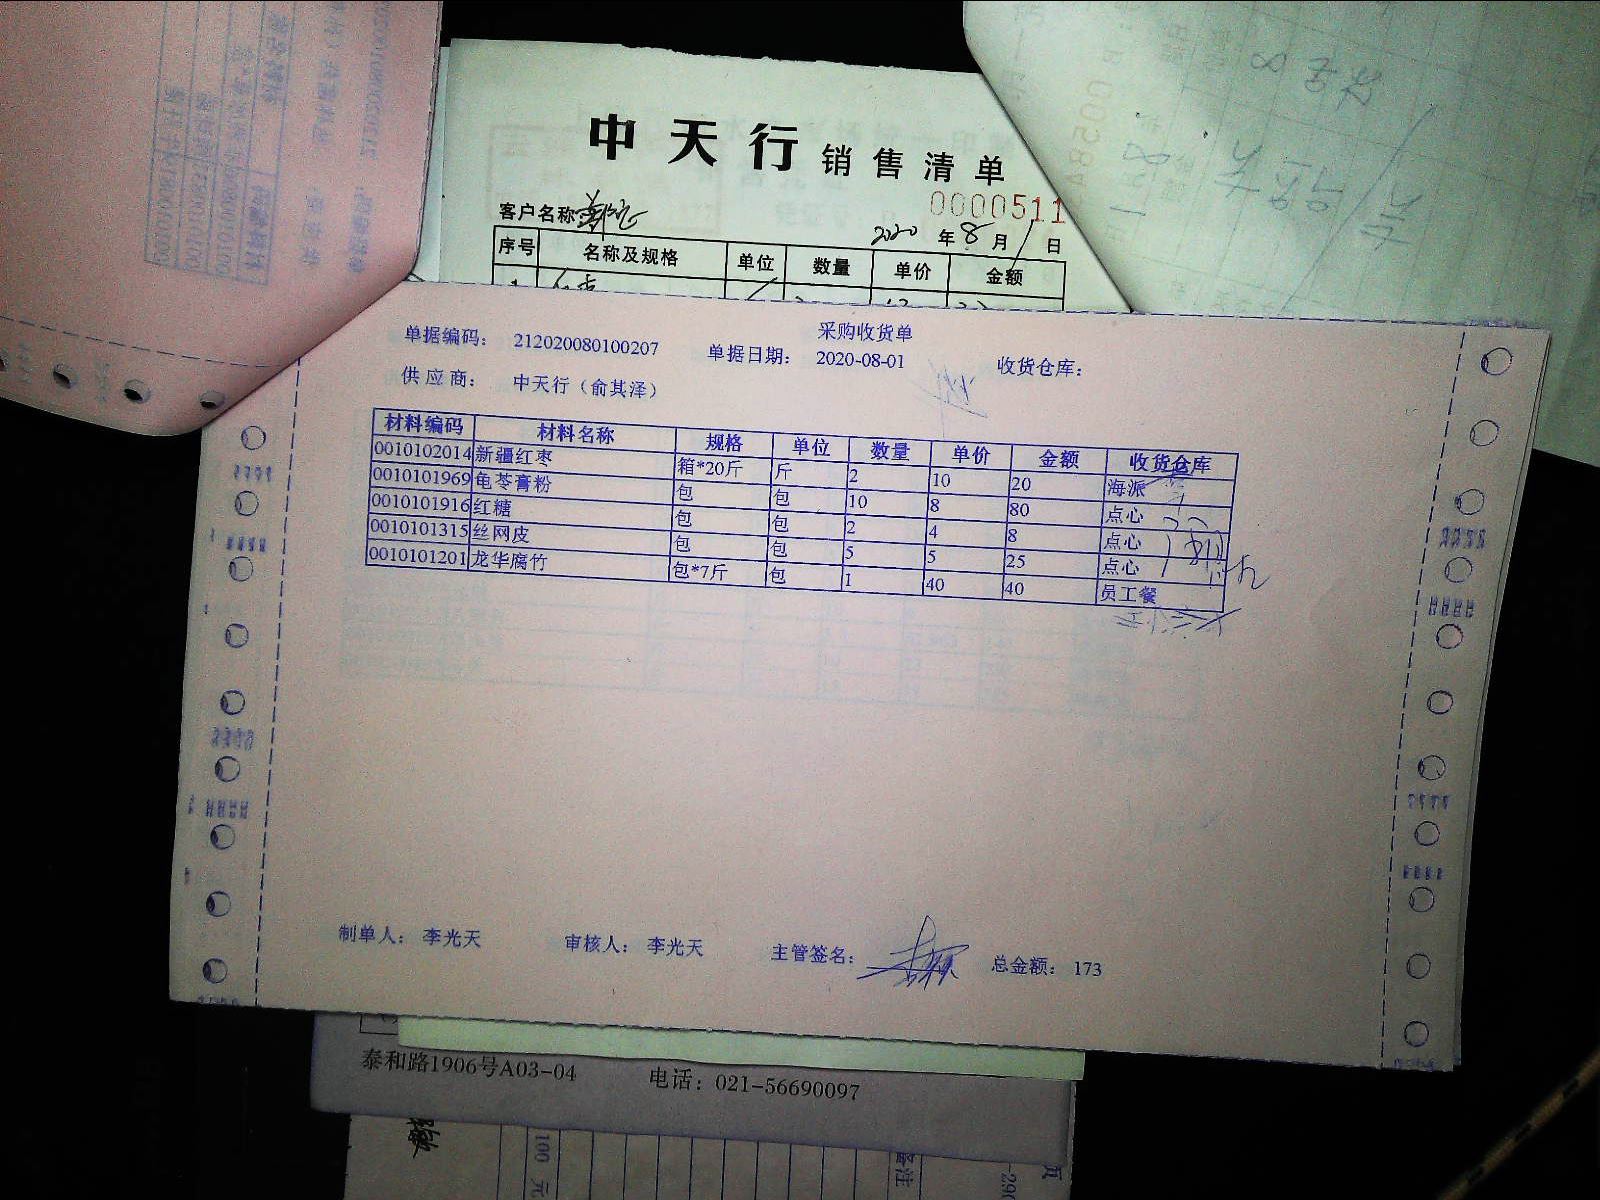 中天行 销售清单
0000511
客户名称
2020 年 8 月 1 日
序号 名称及规格 单位 数量 单价 金额
采购收货单
单据编码： 212020080100207 单据日期： 2020-08-01 收货仓库：
供应商： 中天行（俞其泽）
材料编码 材料名称 规格 单位 数量 单价 金额 收货仓库
0010102014 新疆红枣 箱*20斤 斤 2 10 20 海派
0010101969 龟苓膏粉 包 包 10 8 80 点心
0010101916 红糖 包 包 2 4 8 点心
0010101315 丝网皮 包 包 5 5 25 点心
0010101201 龙华腐竹 包*7斤 包 1 40 40 员工餐
制单人： 李光天 审核人： 李光天 主管签名： 总金额： 173
泰和路1906号A03-04 电话：021-56690097
100 元
备注
页